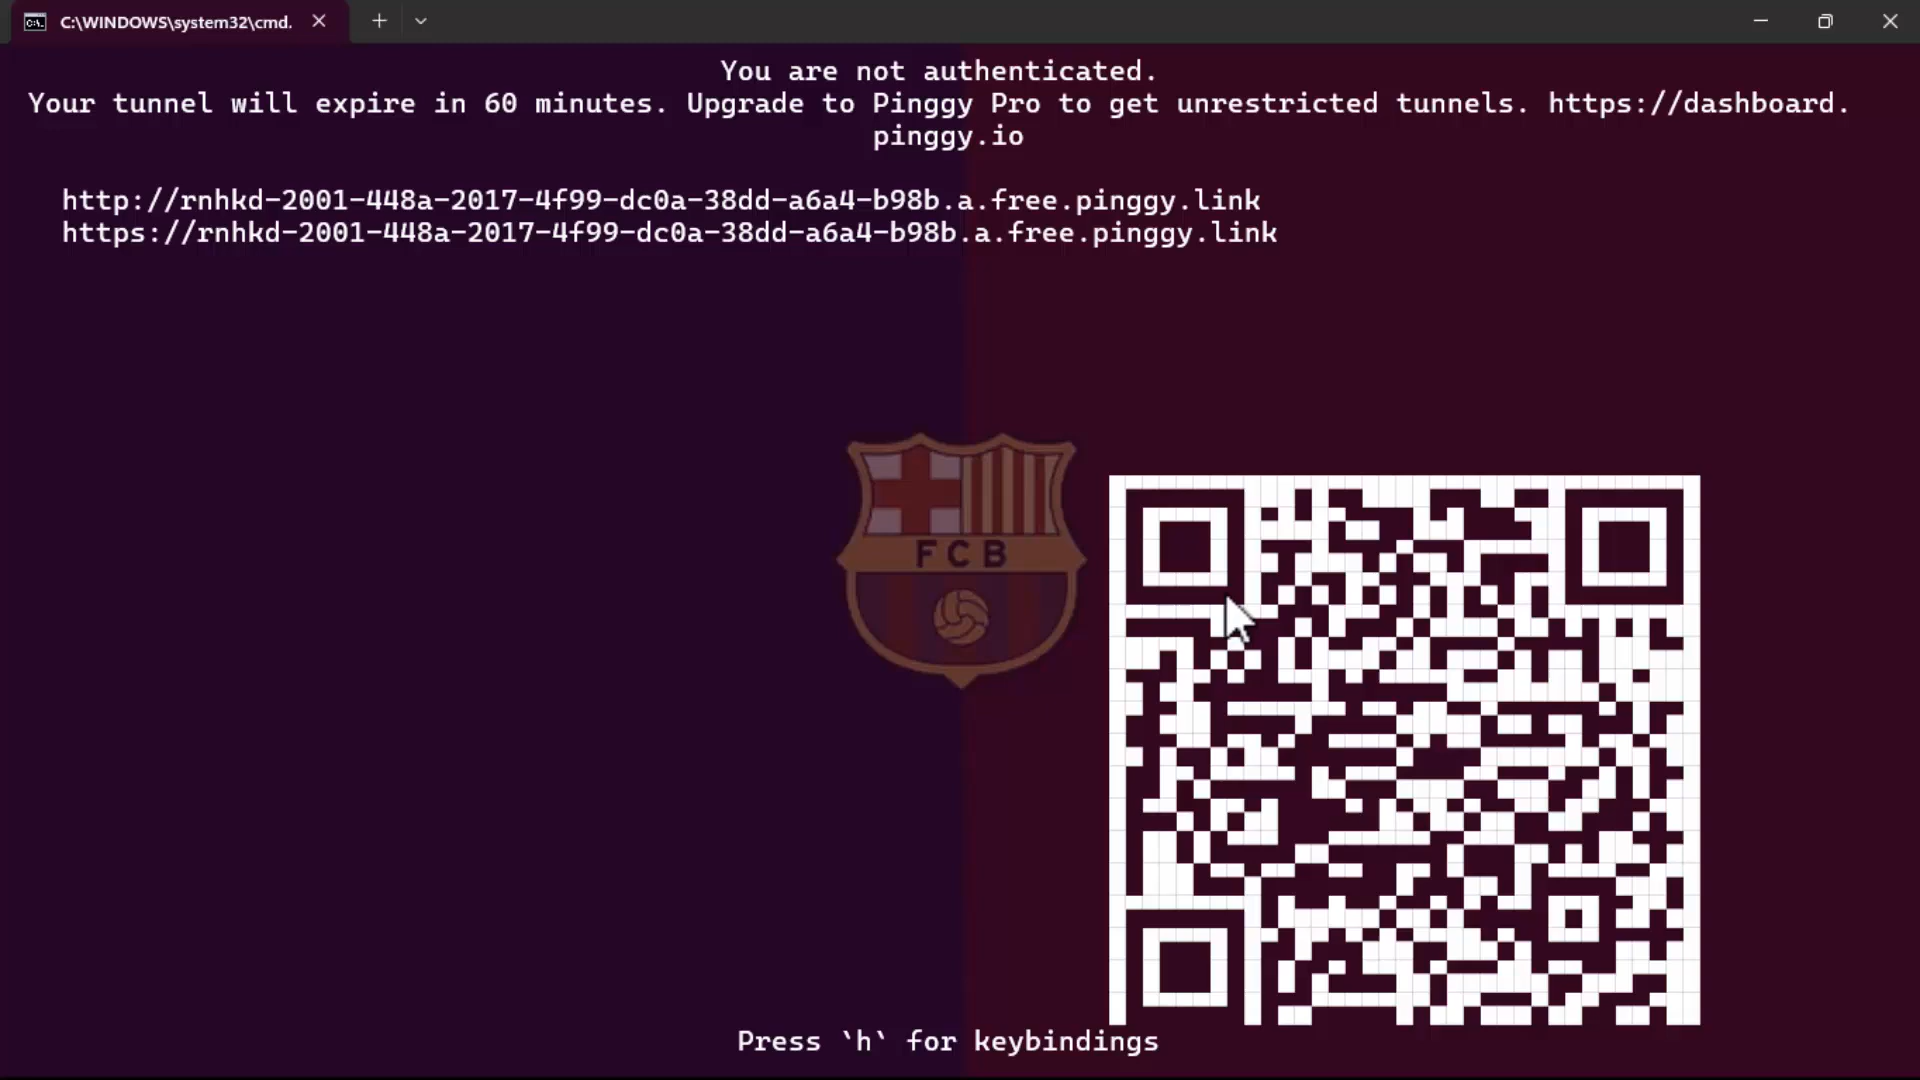 C:\WINDOWS\system32\cmd.
You are not authenticated.
Your tunnel will expire in 60 minutes. Upgrade to Pinggy Pro to get unrestricted tunnels. https://dashboard.
pinggy.io
http://rnhkd-2001-448a-2017-4f99-dc0a-38dd-a6a4-b98b.a.free.pinggy.link
https://rnhkd-2001-448a-2017-4f99-dc0a-38dd-a6a4-b98b.a.free.pinggy.link
FCB
Press `h` for keybindings